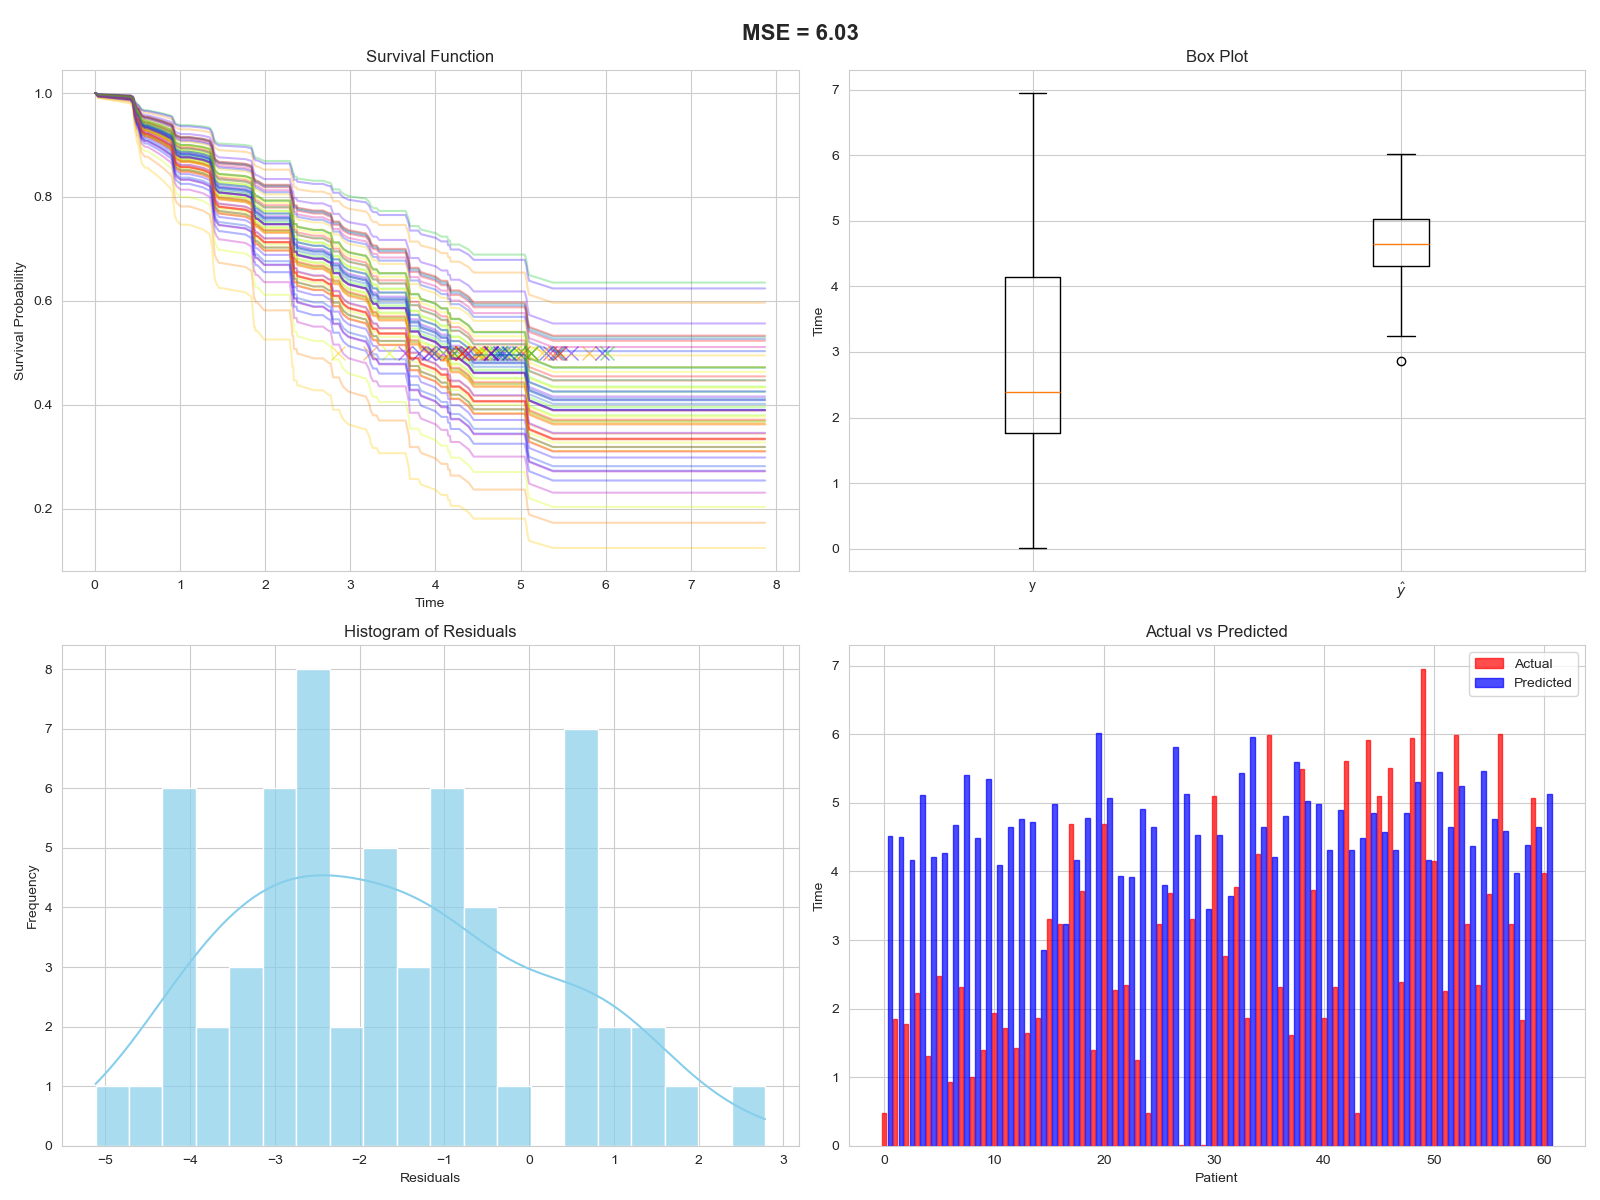 MSE = 6.03
Survival Function
1.0
0.8
0.6
0.4
0.2
Survival Probability
0 1 2 3 4 5 6 7 8
Time
Box Plot
7
6
5
4
3
2
1
0
Time
y ŷ
Histogram of Residuals
8
7
6
5
4
3
2
1
0
Frequency
−5 −4 −3 −2 −1 0 1 2 3
Residuals
Actual vs Predicted
Actual
Predicted
7
6
5
4
3
2
1
0
Time
0 10 20 30 40 50 60
Patient